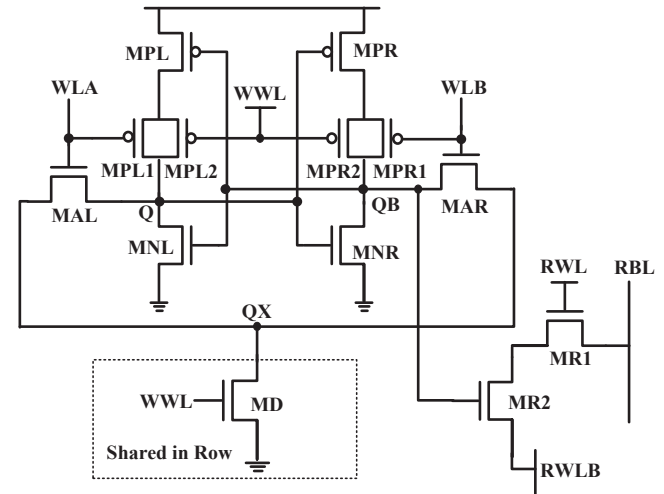 MPL
MPR
WLA
WWL
WLB
MPL1
MPL2
MPR2
MPR1
MAL
Q
QB
MAR
MNL
MNR
RWL
RBL
QX
MR1
WWL
MD
MR2
Shared in Row
RWLB